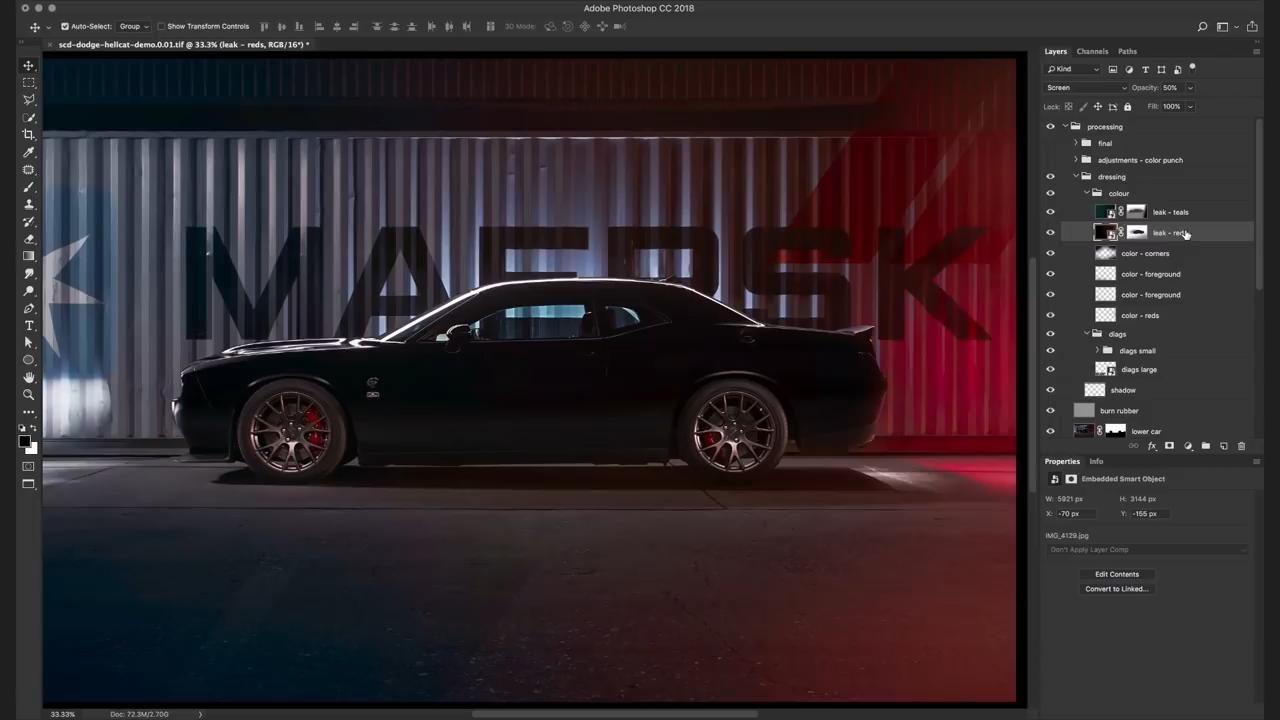 Adobe Photoshop CC 2018
Auto-Select: Group Show Transform Controls 3D Mode:
scd-dodge-hellcat-demo.0.01.tif @ 33.3% (leak - reds, RGB/16*) *
MAERSK
Layers Channels Paths
Kind
Screen Opacity: 50%
Lock: Fill: 100%
processing
final
adjustments - color punch
dressing
colour
leak - teals
leak - reds
color - corners
color - foreground
color - foreground
color - reds
diags
diags small
diags large
shadow
burn rubber
lower car
Properties Info
Embedded Smart Object
W: 5921 px H: 3144 px
X: -70 px Y: -155 px
IMG_4129.jpg
Don't Apply Layer Comp
Edit Contents
Convert to Linked...
33.33% Doc: 72.3M/2.70G